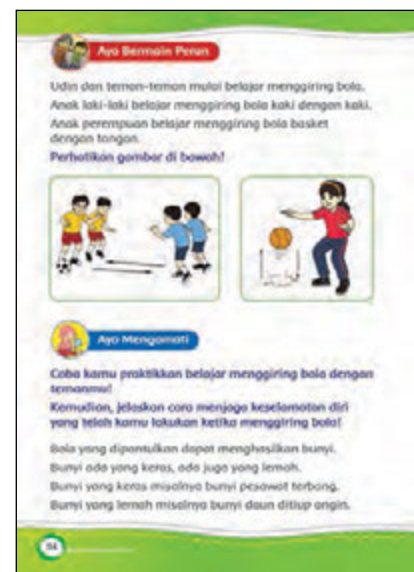 Ayo Bermain Peran
Udin dan teman-teman mulai belajar menggiring bola.
Anak laki-laki belajar menggiring bola kaki dengan kaki.
Anak perempuan belajar menggiring bola basket
dengan tangan.
Perhatikan gambar di bawah!
Ayo Mengamati
Coba kamu praktikkan belajar menggiring bola dengan
temanmu!
Kemudian, jelaskan cara menjaga keselamatan diri
yang telah kamu lakukan ketika menggiring bola!
Bola yang dipantulkan dapat menghasilkan bunyi.
Bunyi ada yang keras, ada juga yang lemah.
Bunyi yang keras misalnya bunyi pesawat terbang.
Bunyi yang lemah misalnya bunyi daun ditiup angin.